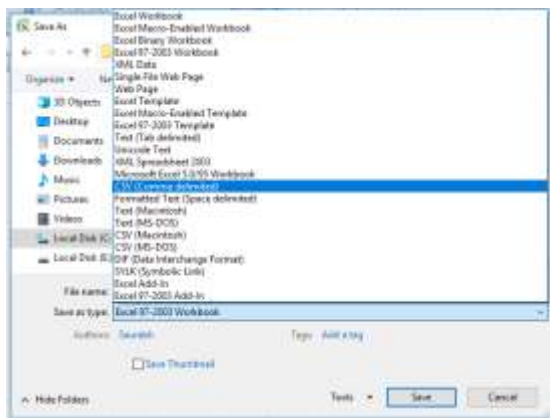 Save As
Excel Workbook
Excel Macro-Enabled Workbook
Excel Binary Workbook
Excel 97-2003 Workbook
XML Data
Single File Web Page
Web Page
Excel Template
Excel Macro-Enabled Template
Excel 97-2003 Template
Text (Tab delimited)
Unicode Text
XML Spreadsheet 2003
Microsoft Excel 5.0/95 Workbook
CSV (Comma delimited)
Formatted Text (Space delimited)
Text (Macintosh)
Text (MS-DOS)
CSV (Macintosh)
CSV (MS-DOS)
DIF (Data Interchange Format)
SYLK (Symbolic Link)
Excel Add-In
Excel 97-2003 Add-In
Organize
3D Objects
Desktop
Documents
Downloads
Music
Pictures
Videos
Local Disk (C:
Local Disk
File name:
Save as type: Excel 97-2003 Workbook
Authors: Tags: Add a tag
Save Thumbnail
Hide Folders Tools Save Cancel